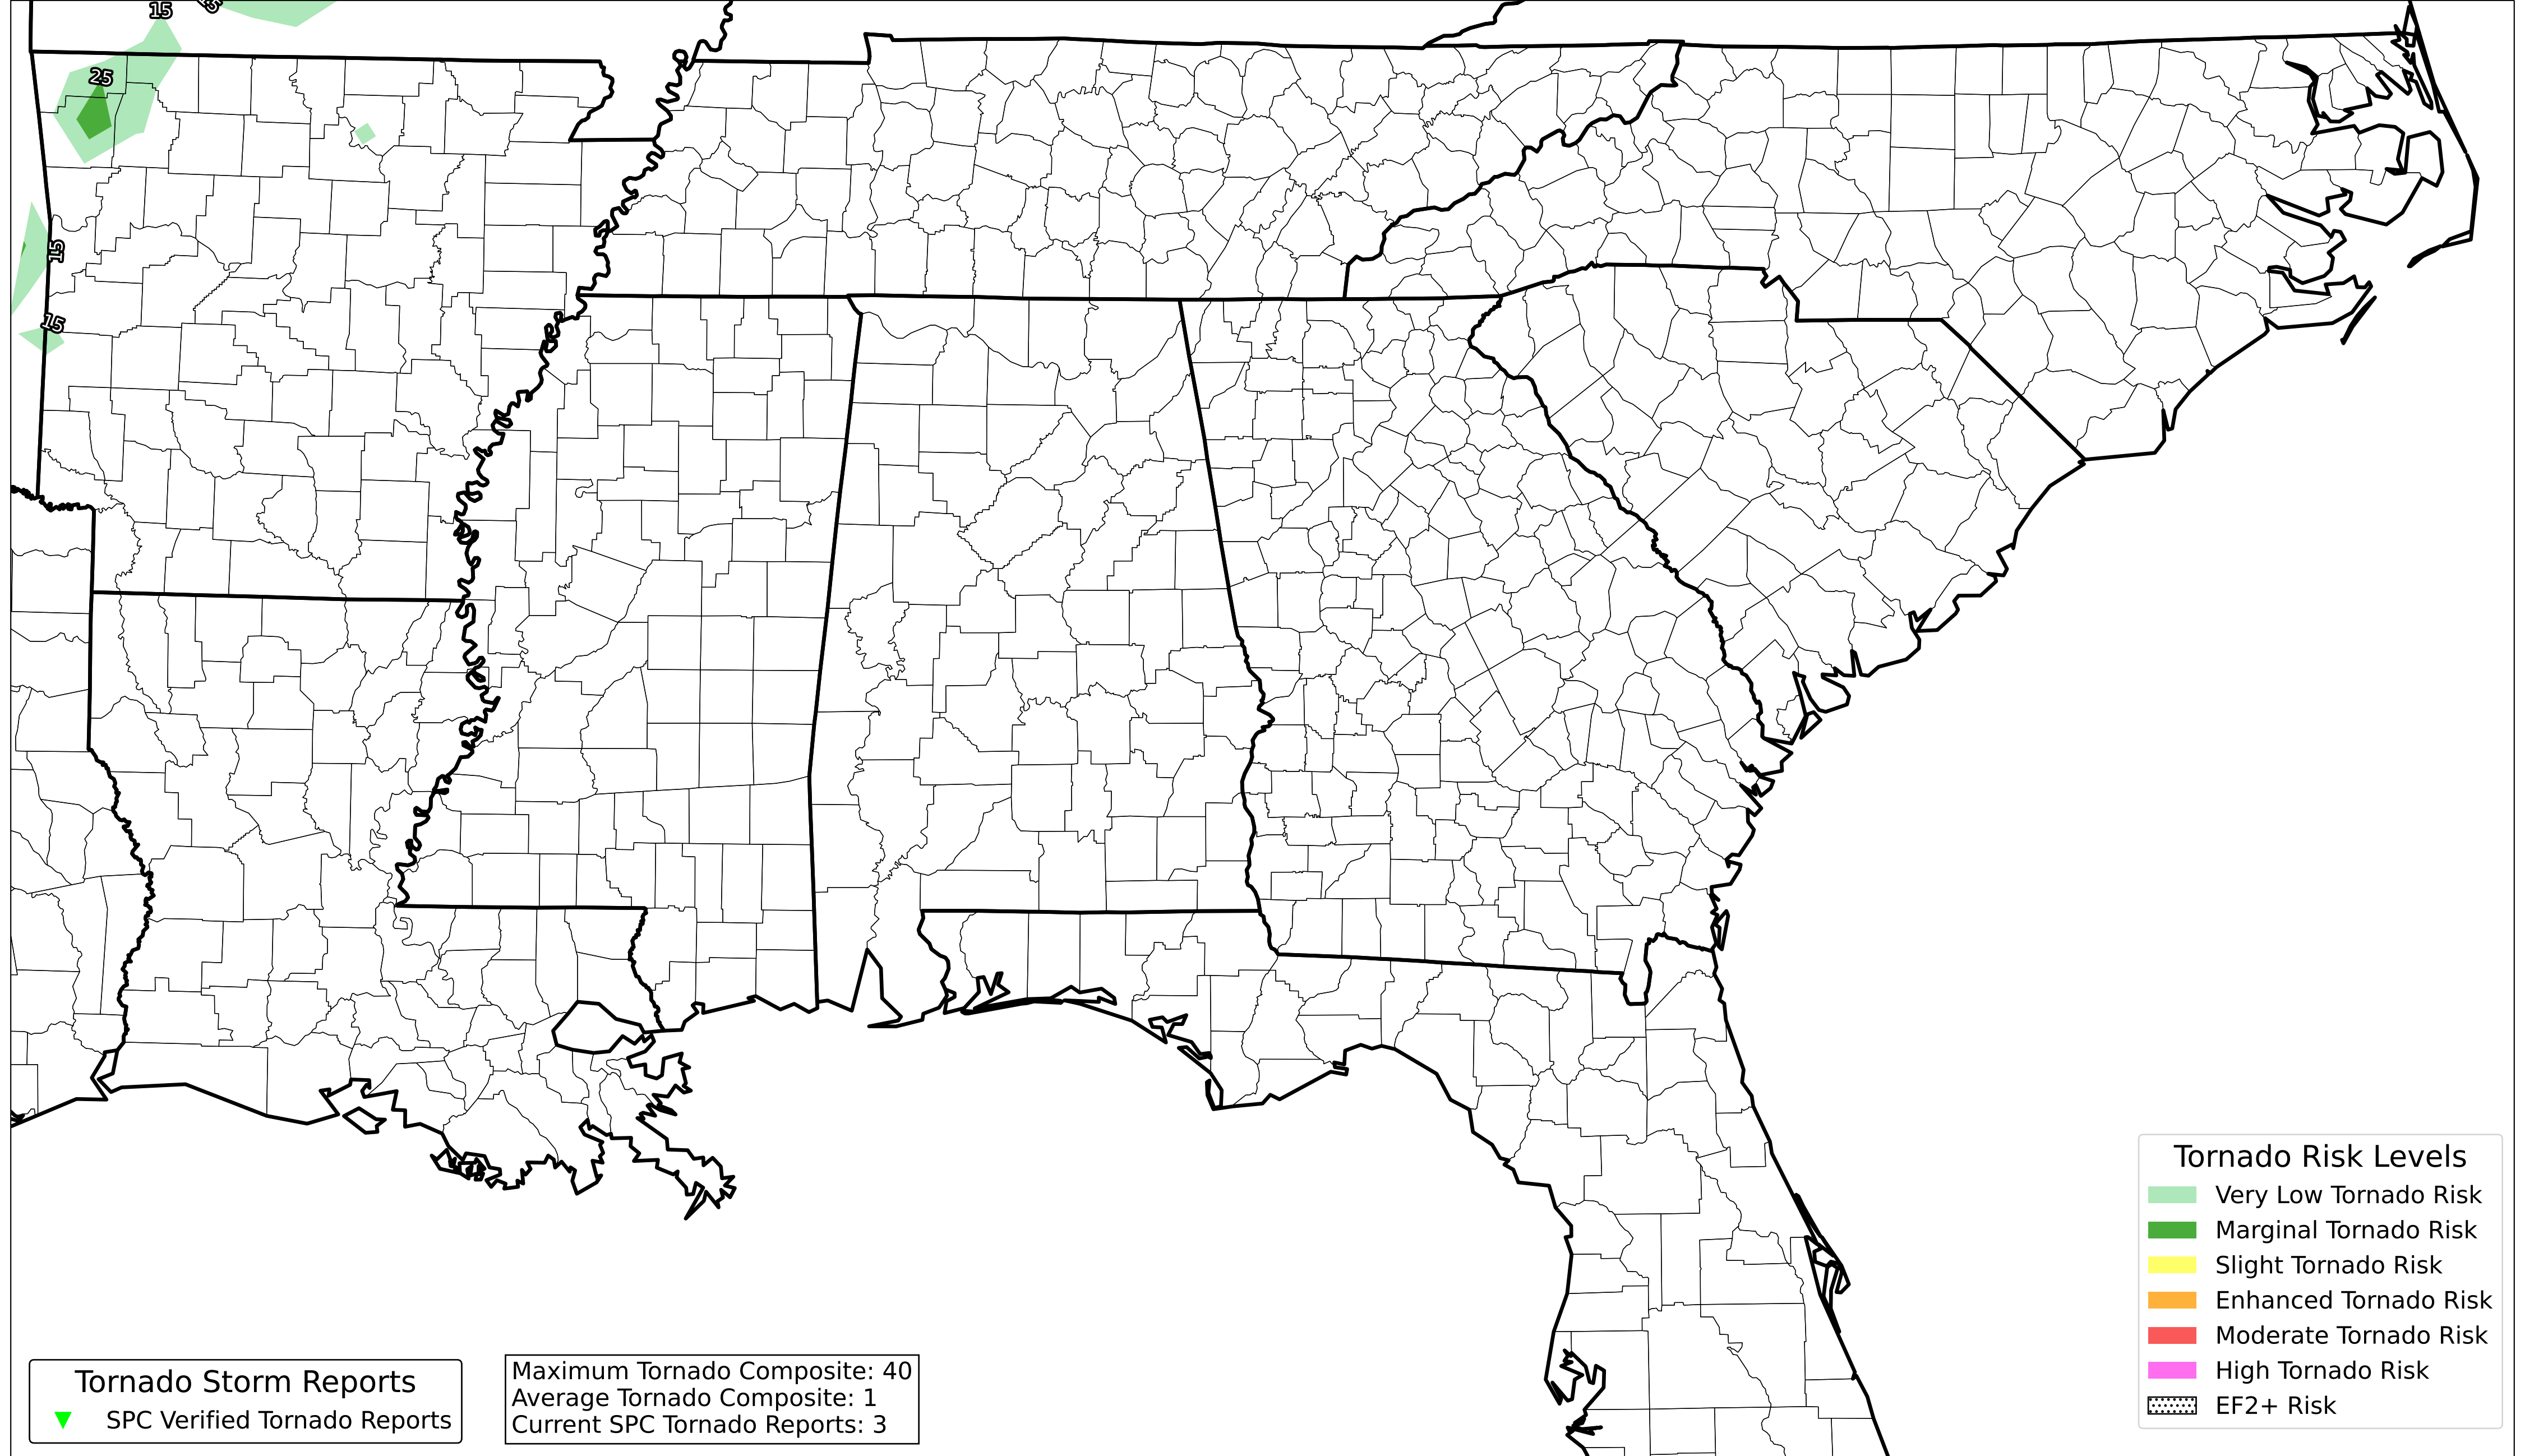 15
25
15
15
Tornado Storm Reports
SPC Verified Tornado Reports
Maximum Tornado Composite: 40
Average Tornado Composite: 1
Current SPC Tornado Reports: 3
Tornado Risk Levels
Very Low Tornado Risk
Marginal Tornado Risk
Slight Tornado Risk
Enhanced Tornado Risk
Moderate Tornado Risk
High Tornado Risk
EF2+ Risk